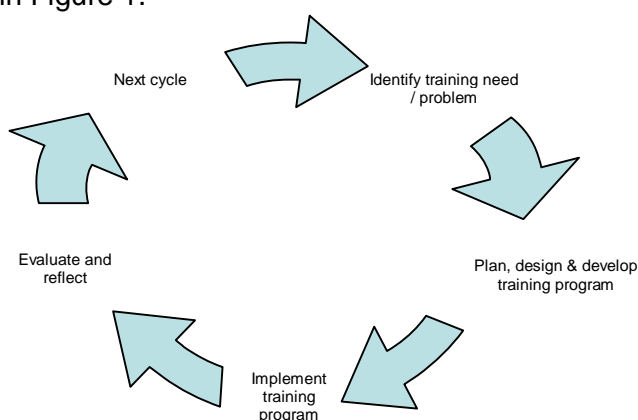 in Figure 1.
Next cycle
Identify training need
/ problem
Plan, design & develop
training program
Implement
training
program
Evaluate and
reflect